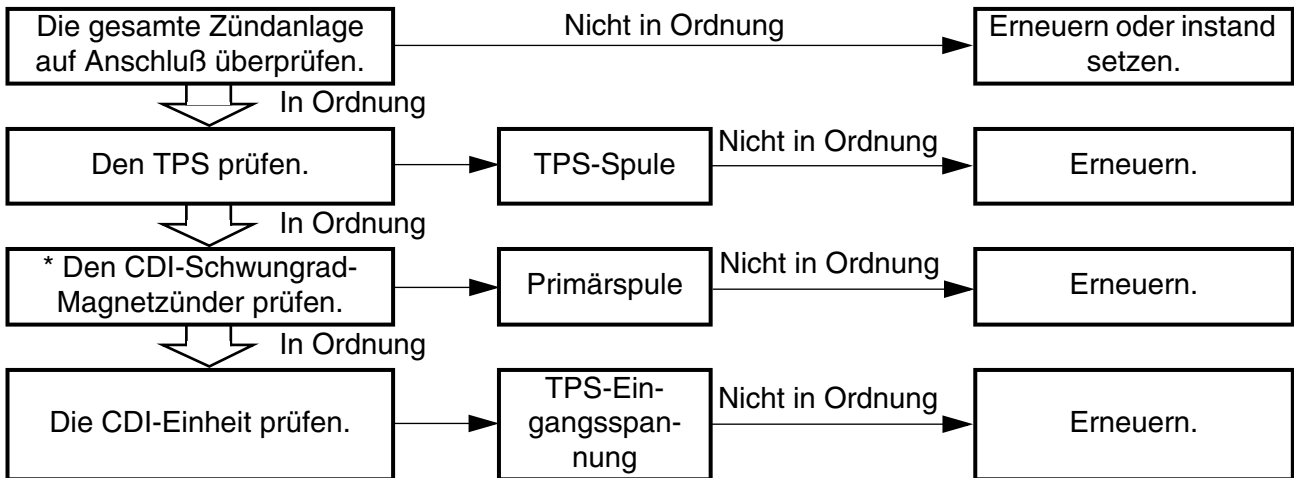 Die gesamte Zündanlage
auf Anschluß überprüfen.
Nicht in Ordnung
Erneuern oder instand
setzen.
In Ordnung
Den TPS prüfen.
TPS-Spule
Nicht in Ordnung
Erneuern.
In Ordnung
* Den CDI-Schwungrad-
Magnetzünder prüfen.
Primärspule
Nicht in Ordnung
Erneuern.
In Ordnung
Die CDI-Einheit prüfen.
TPS-Ein-
gangsspan-
nung
Nicht in Ordnung
Erneuern.